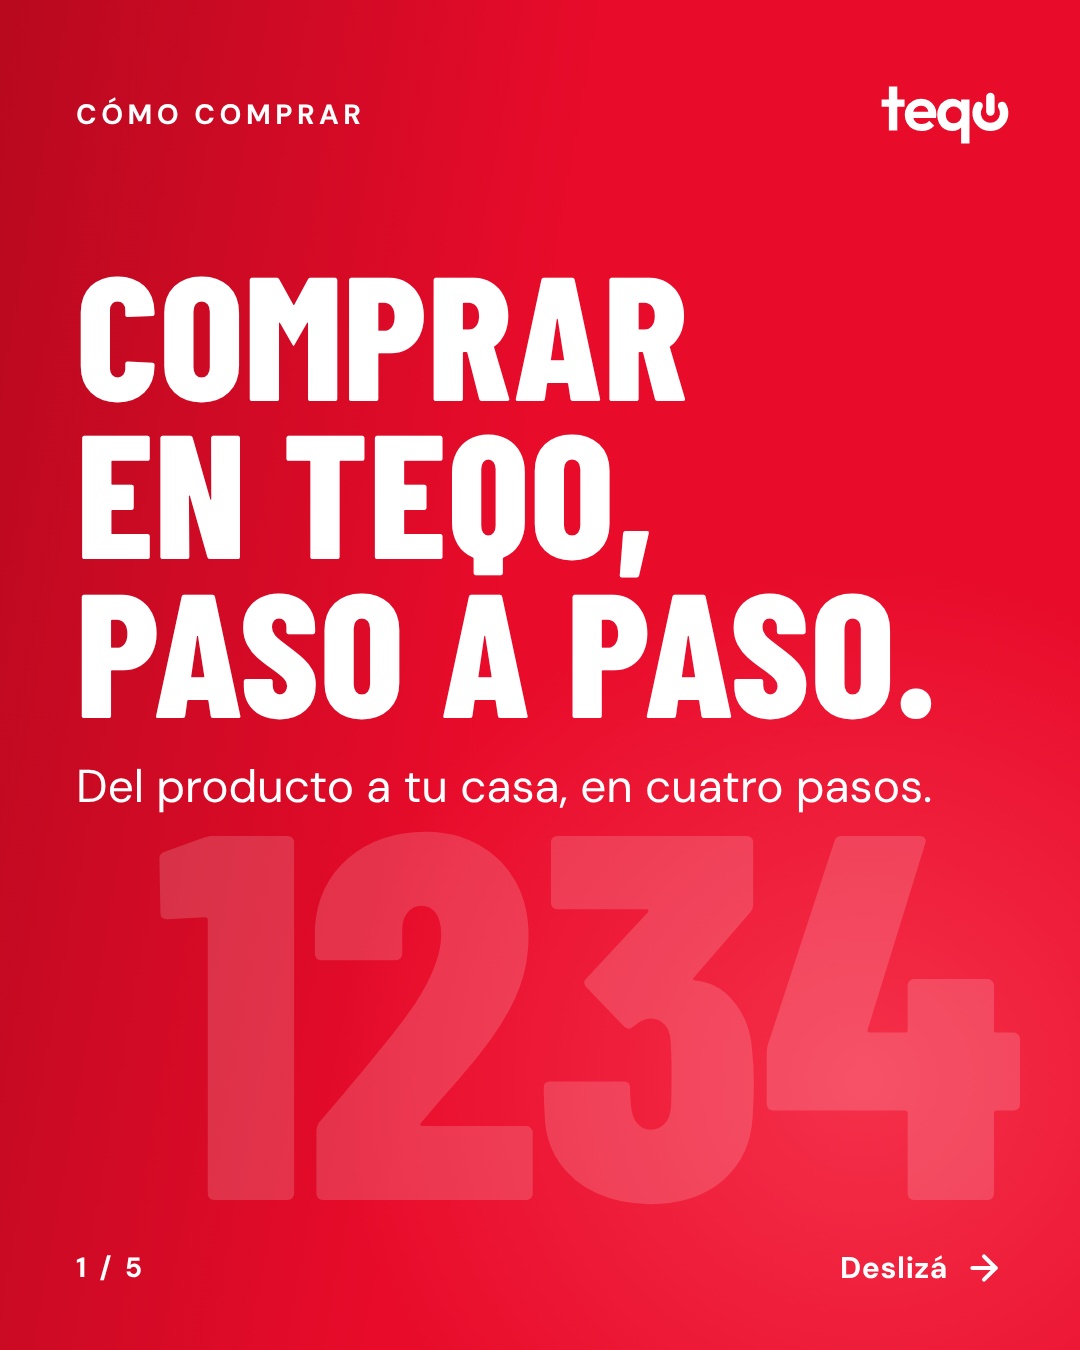 CÓMO COMPRAR
teqo
COMPRAR
EN TEQO,
PASO A PASO.
Del producto a tu casa, en cuatro pasos.
1234
1 / 5
Deslizá →